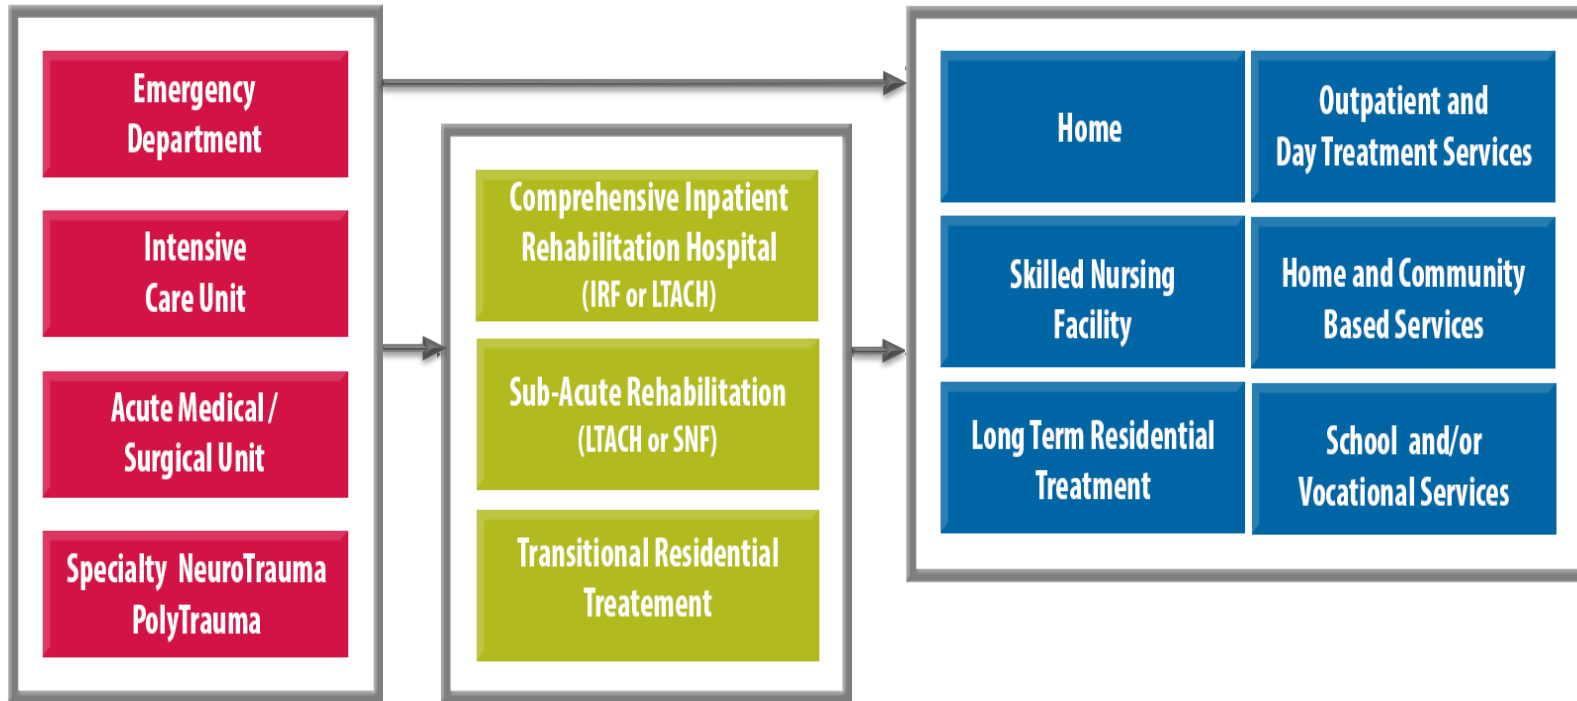 Emergency
Department
Intensive
Care Unit
Acute Medical /
Surgical Unit
Specialty NeuroTrauma
PolyTrauma
Comprehensive Inpatient
Rehabilitation Hospital
(IRF or LTACH)
Sub-Acute Rehabilitation
(LTACH or SNF)
Transitional Residential
Treatement
Home
Outpatient and
Day Treatment Services
Skilled Nursing
Facility
Home and Community
Based Services
Long Term Residential
Treatment
School and/or
Vocational Services